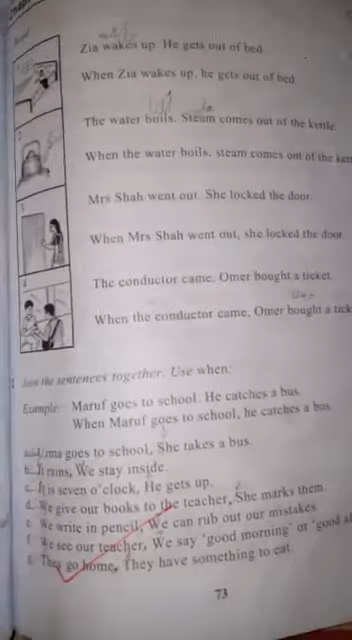 Read
1
Zia wakes up. He gets out of bed
When Zia wakes up, he gets out of bed
2
The water boils. Steam comes out of the kettle
When the water boils, steam comes out of the
3
Mrs Shah went out. She locked the door
When Mrs Shah went out, she locked the door
4
The conductor came. Omer bought a ticket
When the conductor came, Omer bought a
Join the sentences together. Use when:
Example: Maruf goes to school. He catches a bus.
When Maruf goes to school, he catches a bus
goes to school, She takes a bus.
b. It rains, We stay inside.
c. It is seven o'clock, He gets up.
d. We give our books to the teacher, She marks them.
e. We write in pencil, We can rub out our mistakes
f. We see our teacher, We say 'good morning' or 'good
g. They go home, They have something to eat.
73